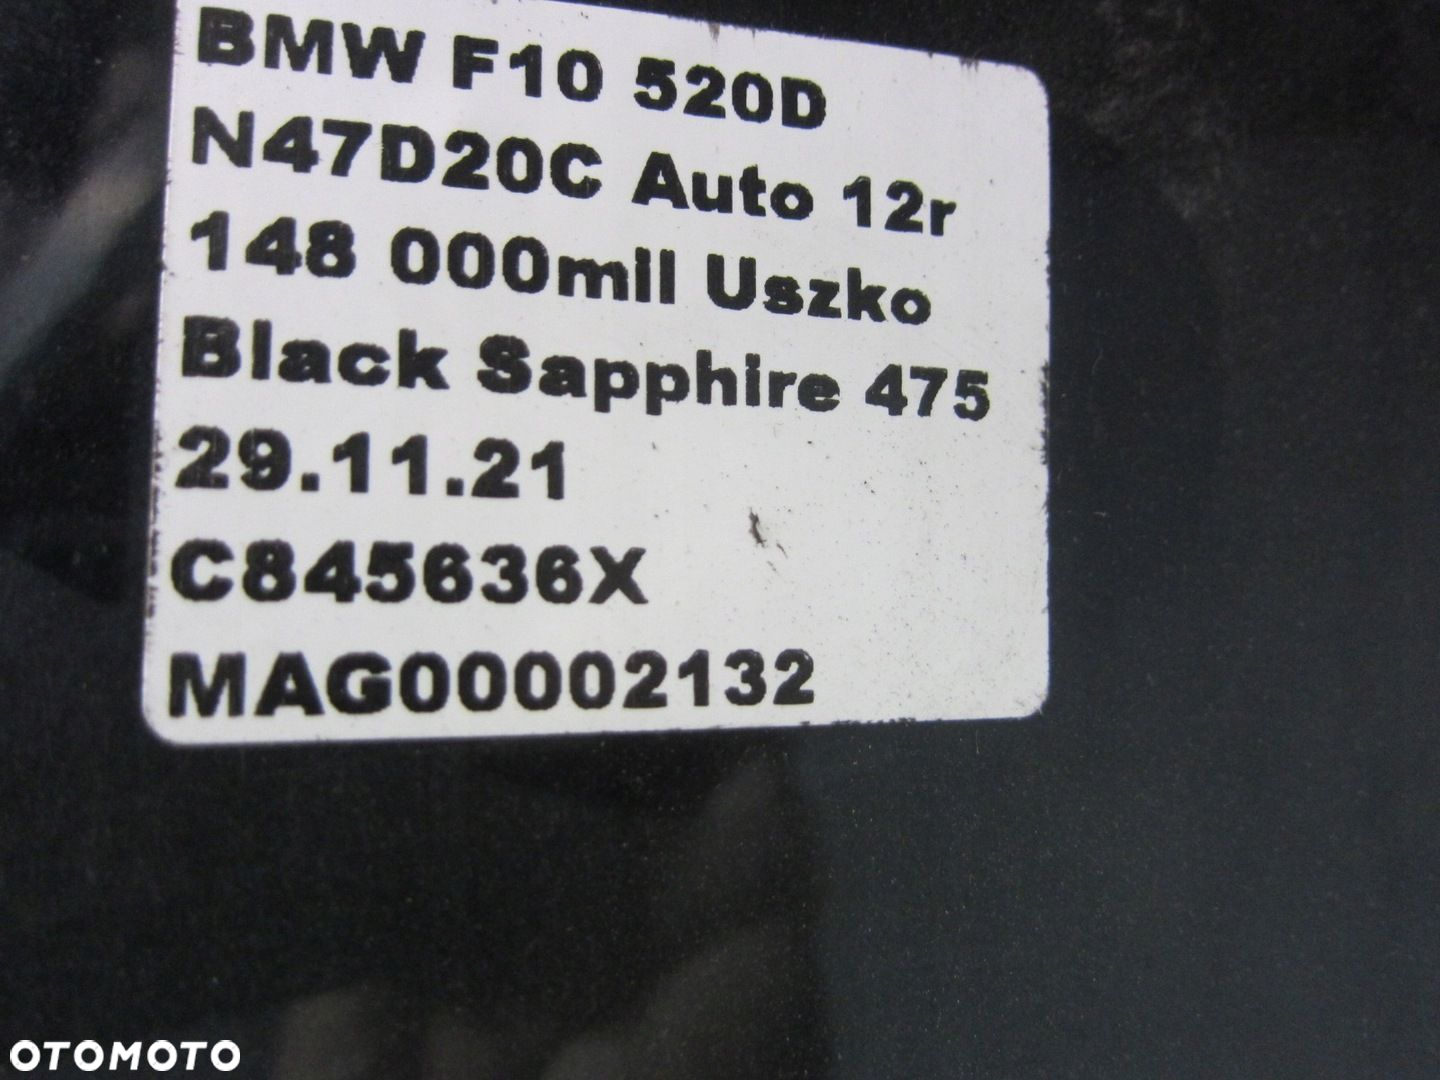 BMW F10 520D
N47D20C Auto 12r
148 000mil Uszko
Black Sapphire 475
29.11.21
C845636X
MAG00002132
OTOMOTO